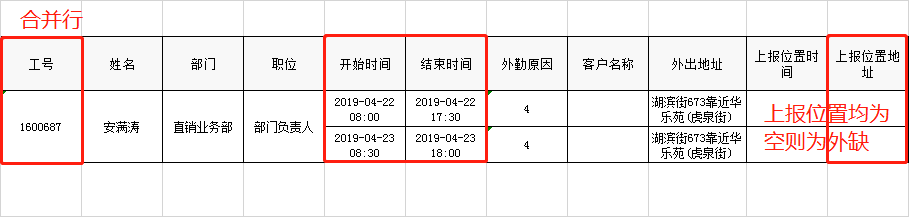 合并行
工号 姓名 部门 职位 开始时间 结束时间 外勤原因 客户名称 外出地址 上报位置时间 上报位置地址
1600687 安满涛 直销业务部 部门负责人
2019-04-22 08:00 2019-04-22 17:30 4 湖滨街673靠近华乐苑(虎泉街)
2019-04-23 08:30 2019-04-23 18:00 4 湖滨街673靠近华乐苑(虎泉街)
上报位置均为
空则为外缺